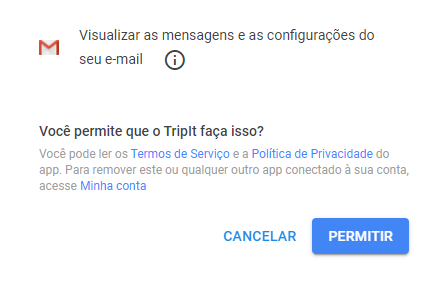 Visualizar as mensagens e as configurações do
seu e-mail
Você permite que o TripIt faça isso?
Você pode ler os Termos de Serviço e a Política de Privacidade do
app. Para remover este ou qualquer outro app conectado à sua conta,
acesse Minha conta
CANCELAR PERMITIR